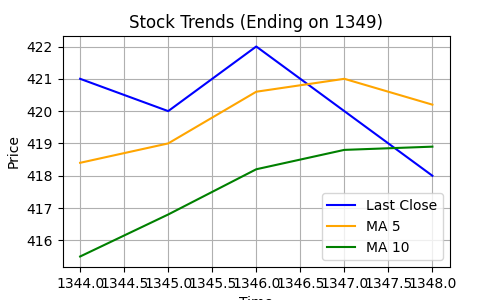 Stock Trends (Ending on 1349)
422
421
420
419
418
417
416
Price
Last Close
MA 5
MA 10
1344.0 1344.5 1345.0 1345.5 1346.0 1346.5 1347.0 1347.5 1348.0
Time